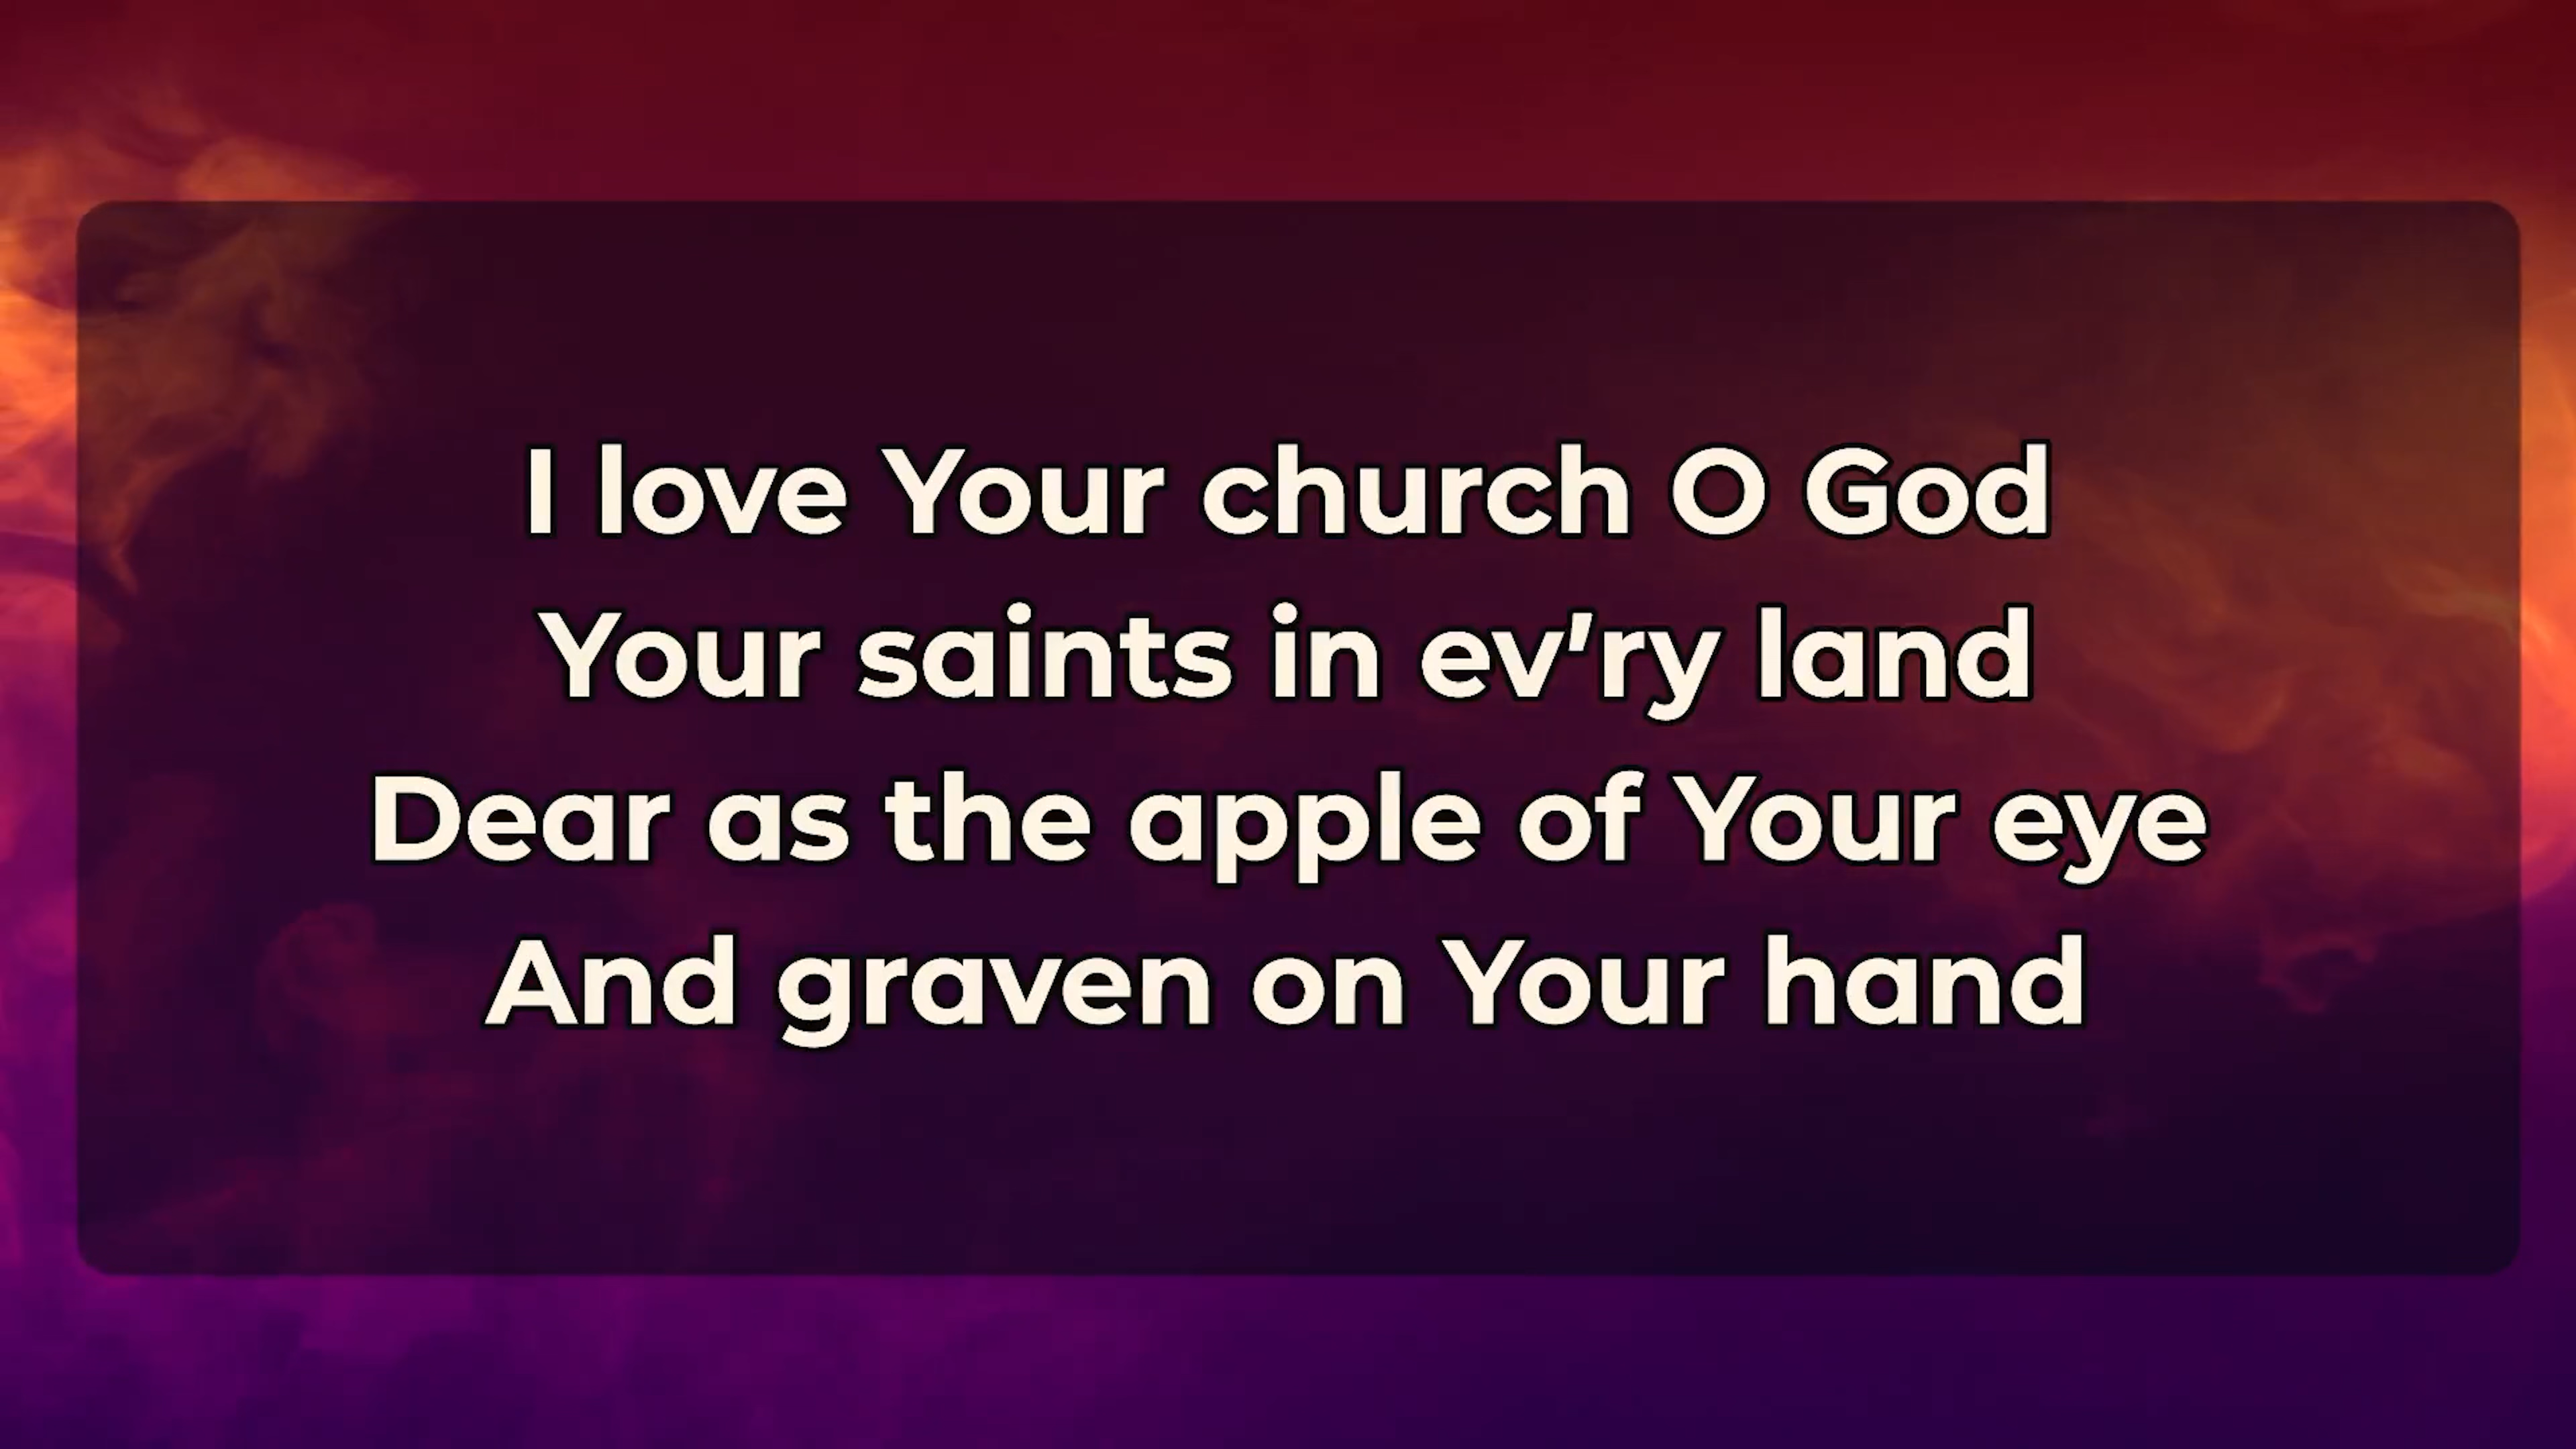 I love Your church O God
Your saints in ev'ry land
Dear as the apple of Your eye
And graven on Your hand